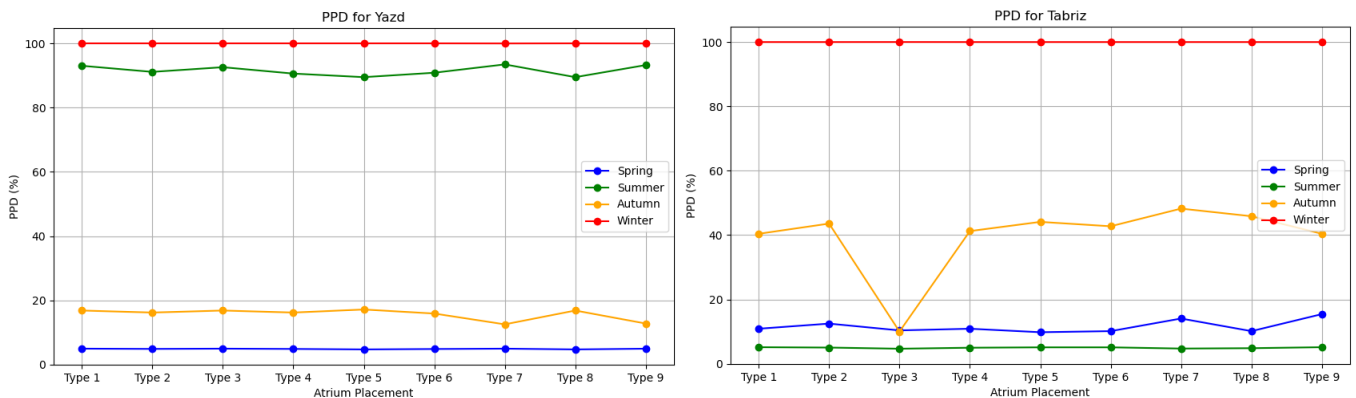 PPD for Yazd
PPD (%)
100
80
60
40
20
0
Spring
Summer
Autumn
Winter
Type 1 Type 2 Type 3 Type 4 Type 5 Type 6 Type 7 Type 8 Type 9
Atrium Placement
PPD for Tabriz
PPD (%)
100
80
60
40
20
0
Spring
Summer
Autumn
Winter
Type 1 Type 2 Type 3 Type 4 Type 5 Type 6 Type 7 Type 8 Type 9
Atrium Placement